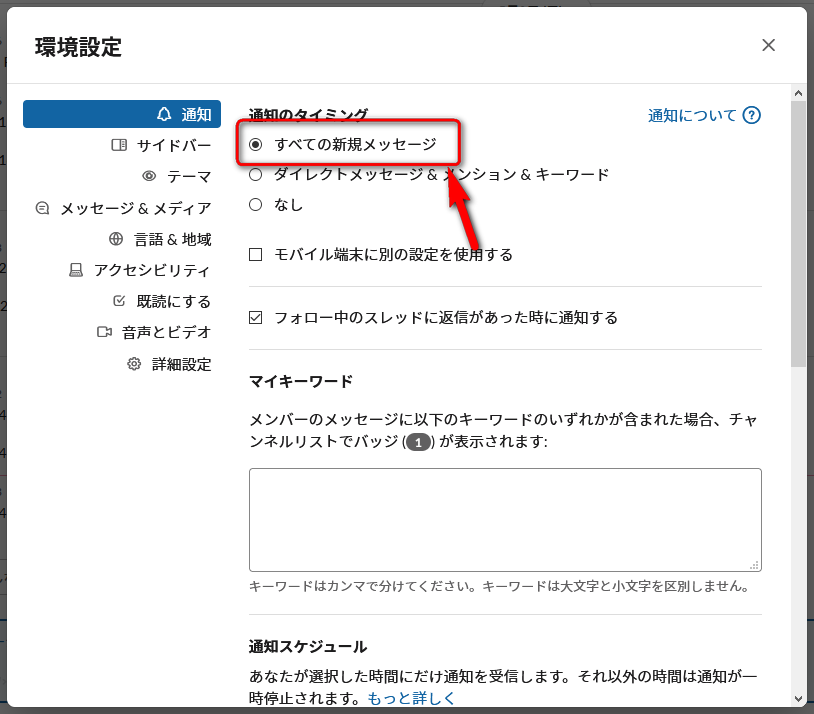 環境設定
通知
サイドバー
テーマ
メッセージ & メディア
言語 & 地域
アクセシビリティ
既読にする
音声とビデオ
詳細設定
通知のタイミング
通知について ?
すべての新規メッセージ
ダイレクトメッセージ & メンション & キーワード
なし
モバイル端末に別の設定を使用する
フォロー中のスレッドに返信があった時に通知する
マイキーワード
メンバーのメッセージに以下のキーワードのいずれかが含まれた場合、チャ
ンネルリストでバッジ (1) が表示されます:
キーワードはカンマで分けてください。キーワードは大文字と小文字を区別しません。
通知スケジュール
あなたが選択した時間にだけ通知を受信します。それ以外の時間は通知が一
時停止されます。もっと詳しく